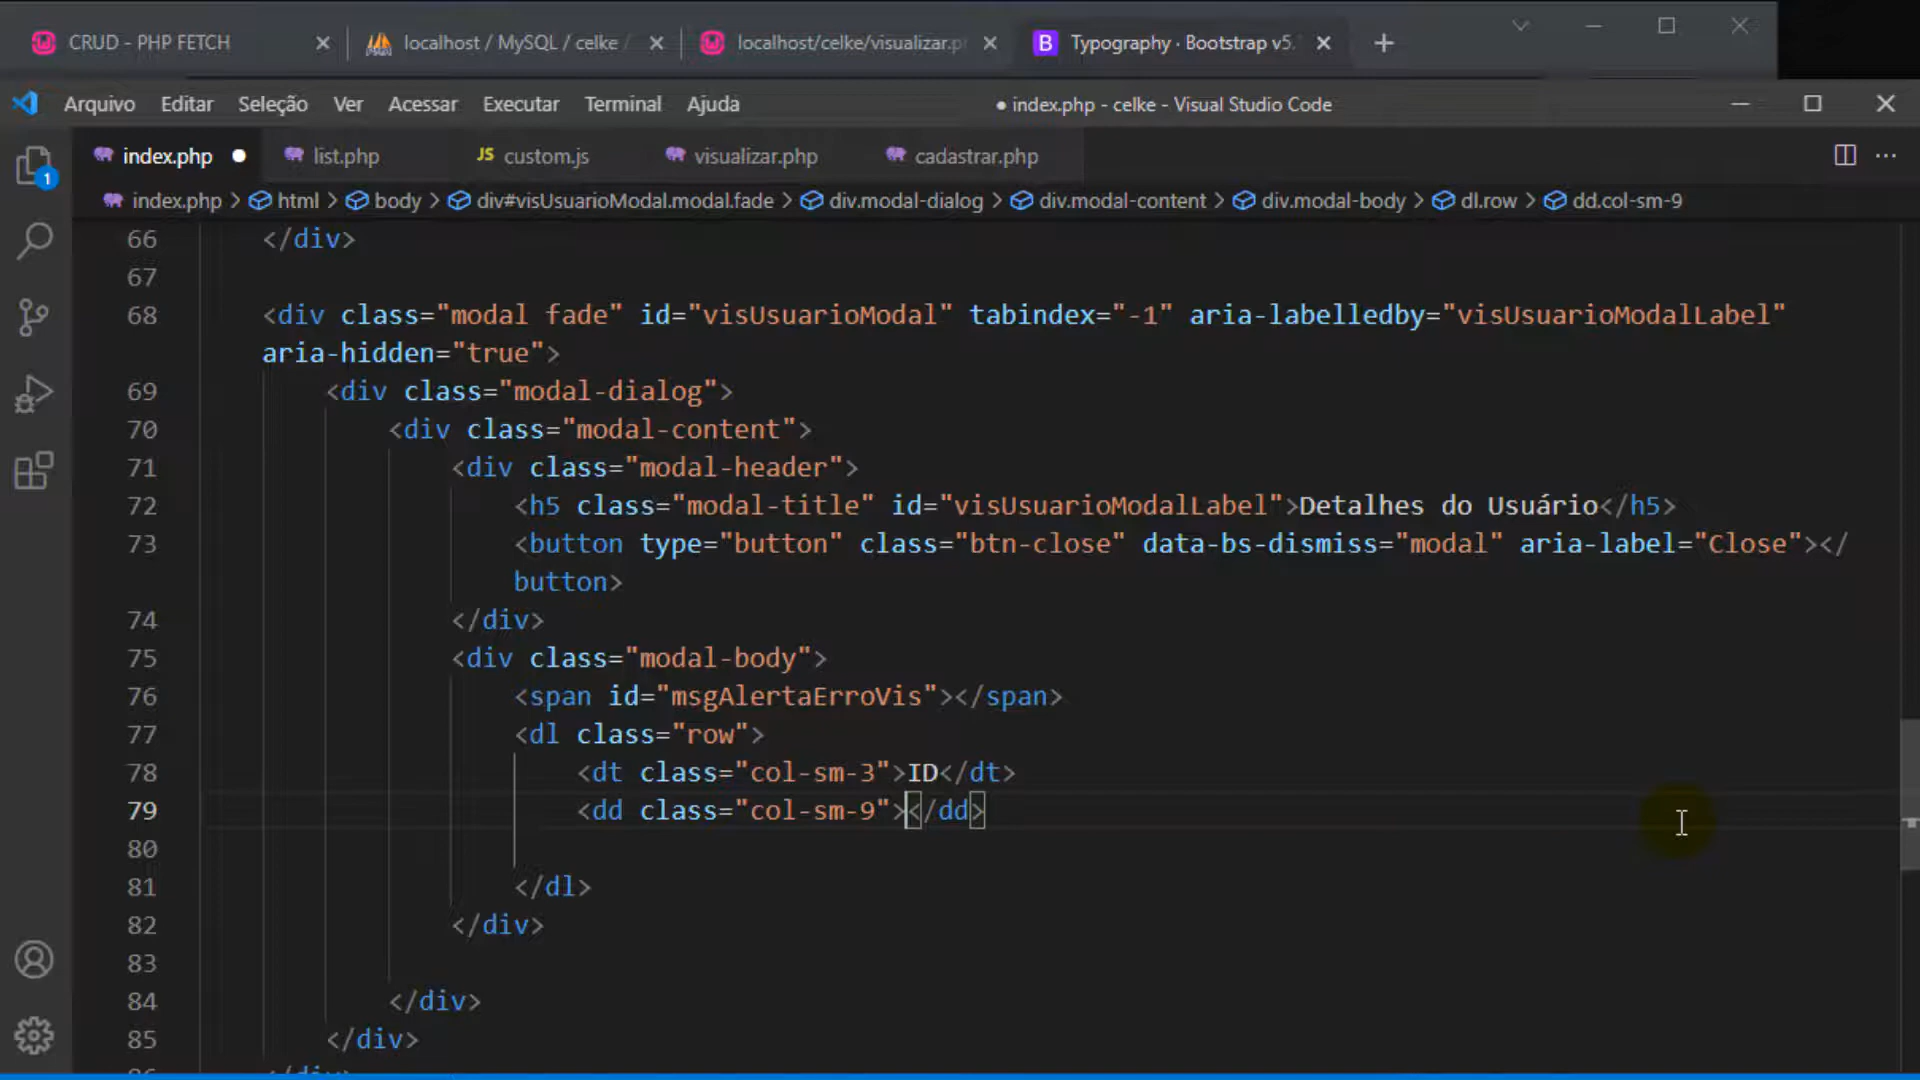 CRUD - PHP FETCH
localhost / MySQL / celke /
localhost/celke/visualizar.p
Typography · Bootstrap v5.
Arquivo Editar Seleção Ver Acessar Executar Terminal Ajuda
● index.php - celke - Visual Studio Code
1
index.php
list.php
JS custom.js
visualizar.php
cadastrar.php
index.php > html > body > div#visUsuarioModal.modal.fade > div.modal-dialog > div.modal-content > div.modal-body > dl.row > dd.col-sm-9
66 </div>
67
68 <div class="modal fade" id="visUsuarioModal" tabindex="-1" aria-labelledby="visUsuarioModalLabel"
aria-hidden="true">
69 <div class="modal-dialog">
70 <div class="modal-content">
71 <div class="modal-header">
72 <h5 class="modal-title" id="visUsuarioModalLabel">Detalhes do Usuário</h5>
73 <button type="button" class="btn-close" data-bs-dismiss="modal" aria-label="Close"></
button>
74 </div>
75 <div class="modal-body">
76 <span id="msgAlertaErroVis"></span>
77 <dl class="row">
78 <dt class="col-sm-3">ID</dt>
79 <dd class="col-sm-9"></dd>
80
81 </dl>
82 </div>
83
84 </div>
85 </div>
86 </div>